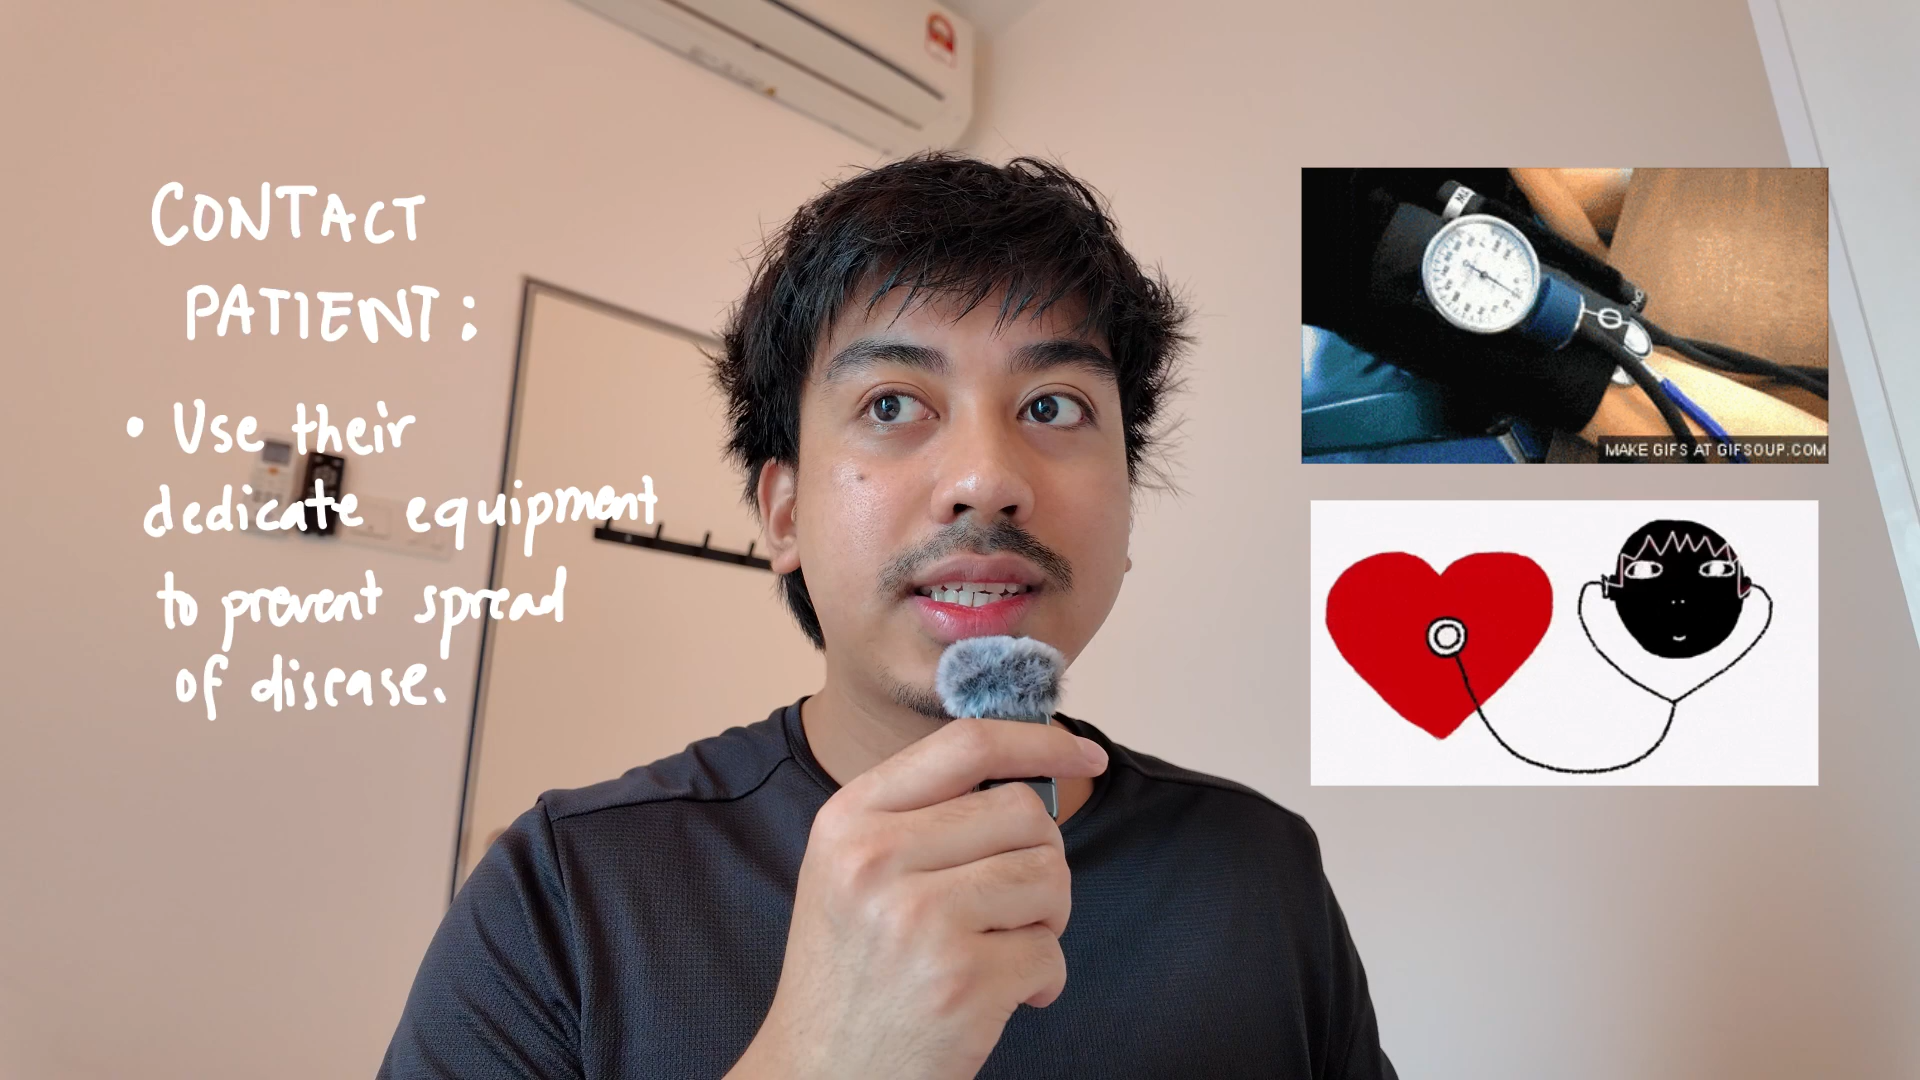 CONTACT
PATIENT:
• Use their
dedicate equipment
to prevent spread
of disease.
MAKE GIFS AT GIFSOUP.COM